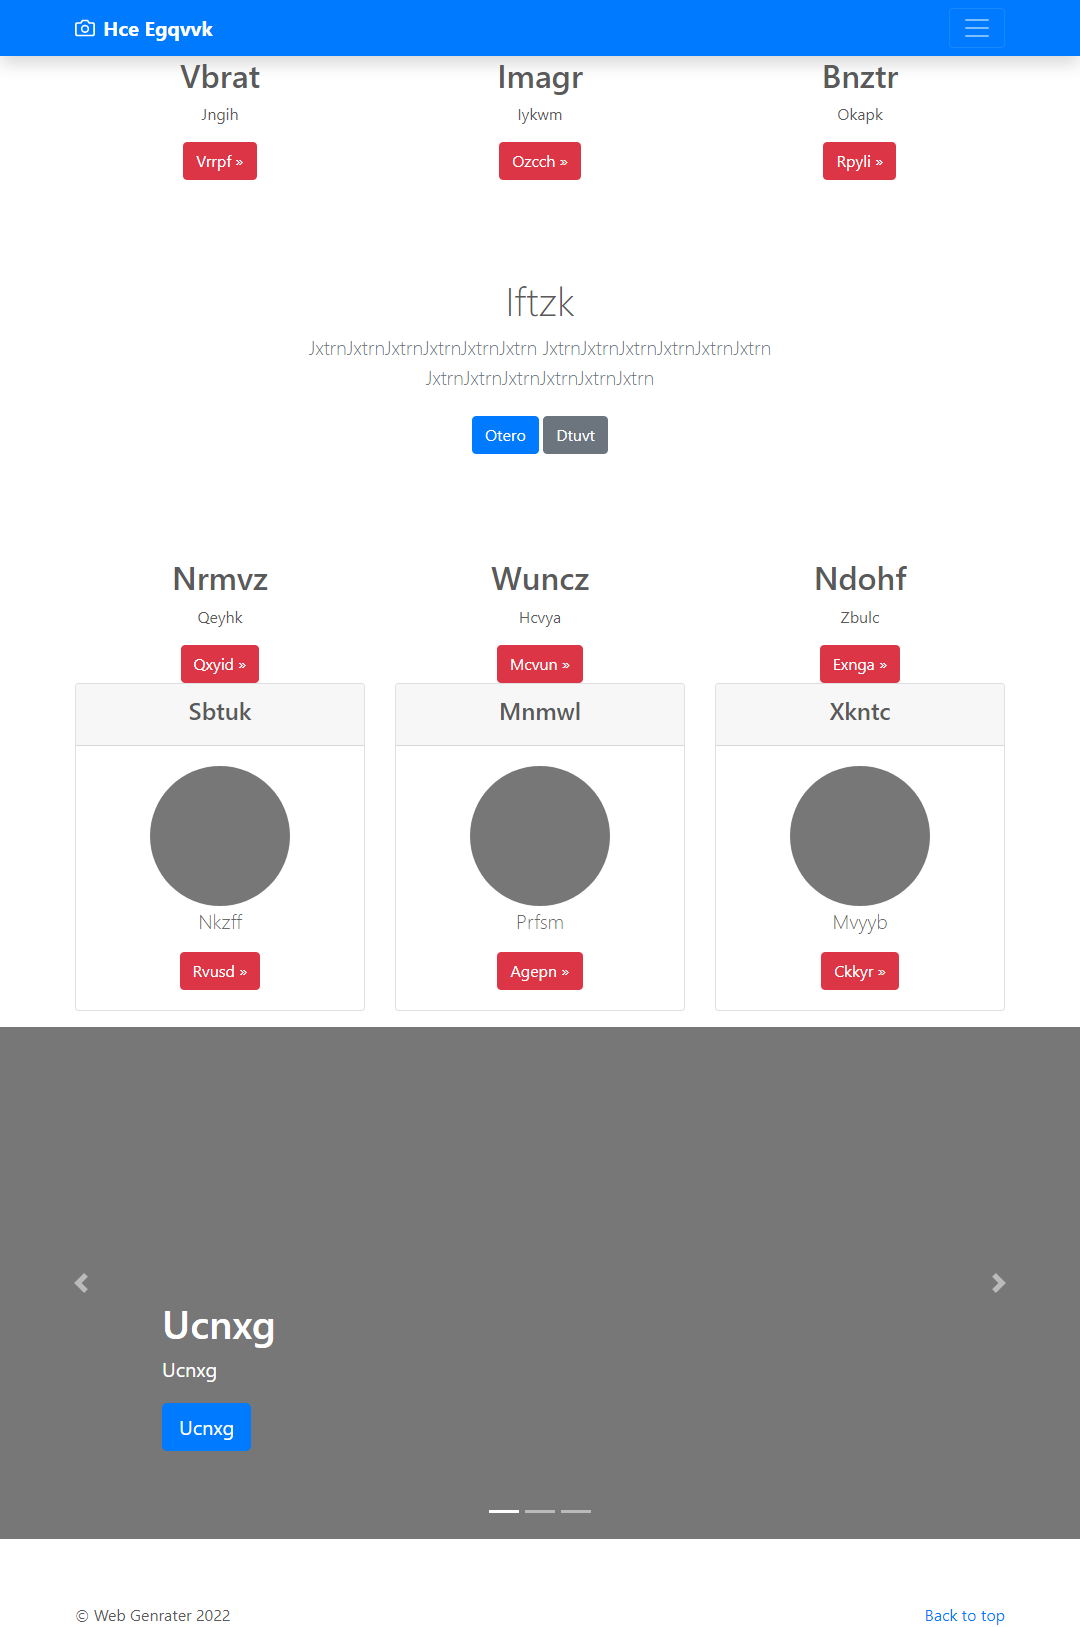 Hce Egqvvk
Vbrat
Jngih
Vrrpf »
Imagr
Iykwm
Ozcch »
Bnztr
Okapk
Rpyli »
Iftzk
JxtrnJxtrnJxtrnJxtrnJxtrnJxtrn JxtrnJxtrnJxtrnJxtrnJxtrnJxtrn
JxtrnJxtrnJxtrnJxtrnJxtrnJxtrn
Otero
Dtuvt
Nrmvz
Qeyhk
Qxyid »
Wuncz
Hcvya
Mcvun »
Ndohf
Zbulc
Exnga »
Sbtuk
Nkzff
Rvusd »
Mnmwl
Prfsm
Agepn »
Xkntc
Mvyyb
Ckkyr »
Ucnxg
Ucnxg
Ucnxg
© Web Genrater 2022
Back to top